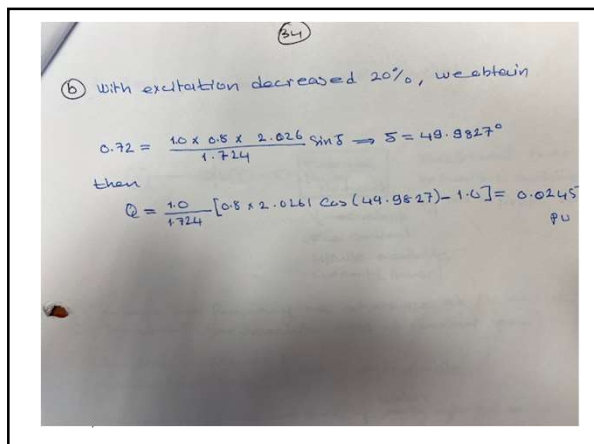 34
(b) With excitation decreased 20%, we obtain
0.72 = 1.0 x 0.8 x 2.026 / 1.724 Sin δ ⟹ δ = 49.9827°
then
Q = 1.0 / 1.724 [0.8 x 2.0261 Cos (49.9827) - 1.0] = 0.0245
pu